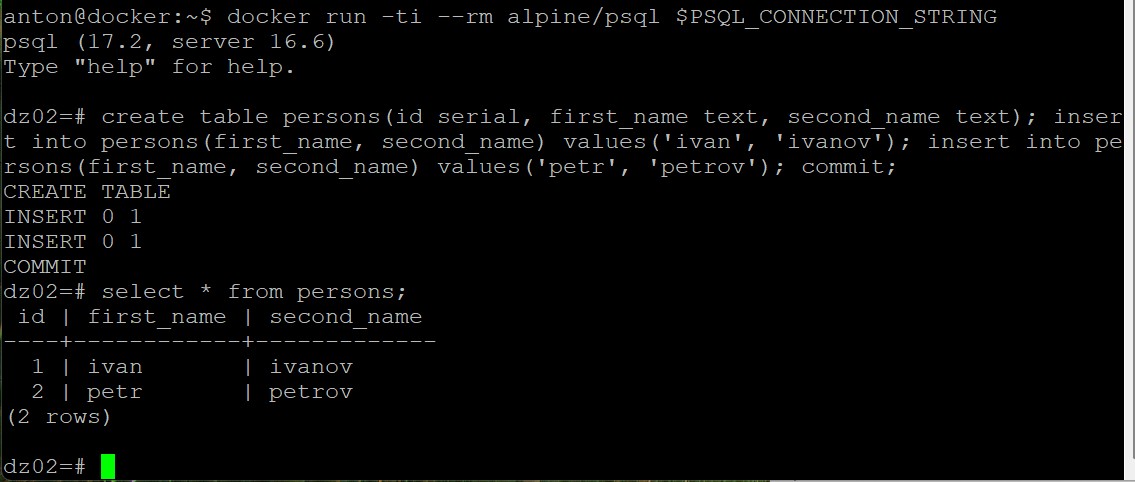 anton@docker:~$ docker run -ti --rm alpine/psql $PSQL_CONNECTION_STRING
psql (17.2, server 16.6)
Type "help" for help.

dz02=# create table persons(id serial, first_name text, second_name text); inser
t into persons(first_name, second_name) values('ivan', 'ivanov'); insert into pe
rsons(first_name, second_name) values('petr', 'petrov'); commit;
CREATE TABLE
INSERT 0 1
INSERT 0 1
COMMIT
dz02=# select * from persons;
 id | first_name | second_name
----+------------+-------------
  1 | ivan       | ivanov
  2 | petr       | petrov
(2 rows)

dz02=#